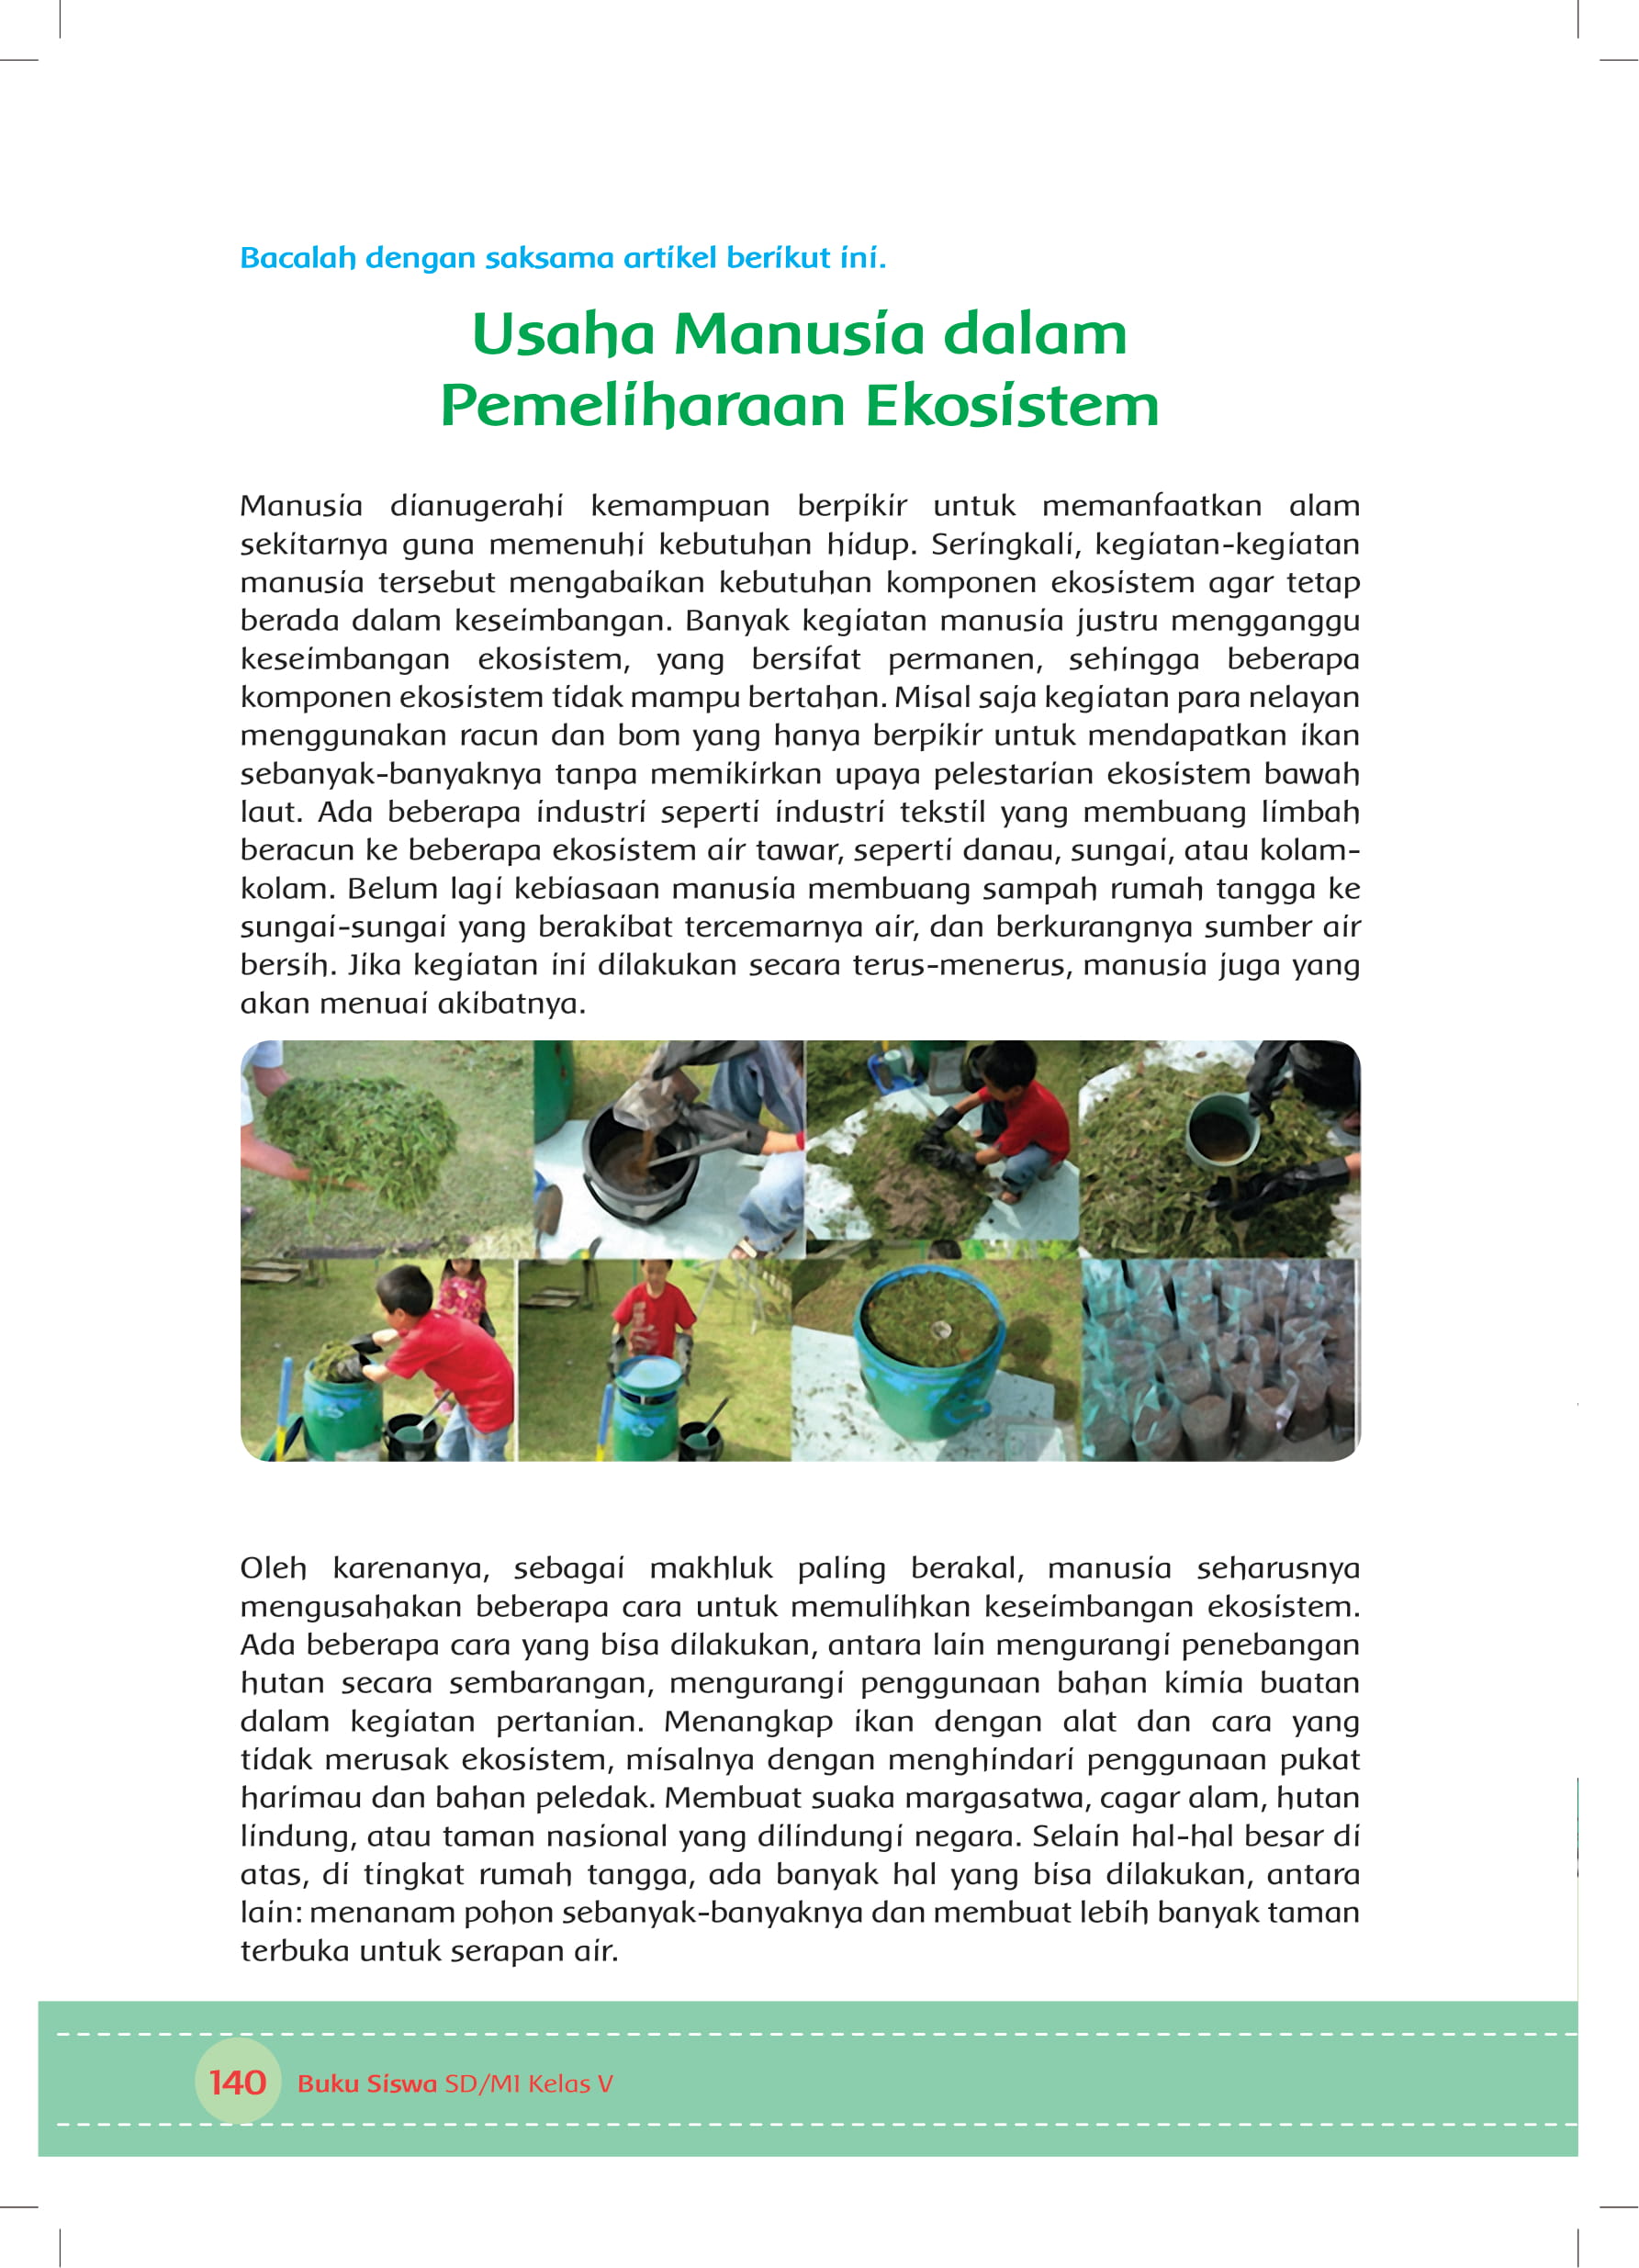 Bacalah dengan saksama artikel berikut ini.
Usaha Manusia dalam
Pemeliharaan Ekosistem
Manusia dianugerahi kemampuan berpikir untuk memanfaatkan alam
sekitarnya guna memenuhi kebutuhan hidup. Seringkali, kegiatan-kegiatan
manusia tersebut mengabaikan kebutuhan komponen ekosistem agar tetap
berada dalam keseimbangan. Banyak kegiatan manusia justru mengganggu
keseimbangan ekosistem, yang bersifat permanen, sehingga beberapa
komponen ekosistem tidak mampu bertahan. Misal saja kegiatan para nelayan
menggunakan racun dan bom yang hanya berpikir untuk mendapatkan ikan
sebanyak-banyaknya tanpa memikirkan upaya pelestarian ekosistem bawah
laut. Ada beberapa industri seperti industri tekstil yang membuang limbah
beracun ke beberapa ekosistem air tawar, seperti danau, sungai, atau kolam-
kolam. Belum lagi kebiasaan manusia membuang sampah rumah tangga ke
sungai-sungai yang berakibat tercemarnya air, dan berkurangnya sumber air
bersih. Jika kegiatan ini dilakukan secara terus-menerus, manusia juga yang
akan menuai akibatnya.
Oleh karenanya, sebagai makhluk paling berakal, manusia seharusnya
mengusahakan beberapa cara untuk memulihkan keseimbangan ekosistem.
Ada beberapa cara yang bisa dilakukan, antara lain mengurangi penebangan
hutan secara sembarangan, mengurangi penggunaan bahan kimia buatan
dalam kegiatan pertanian. Menangkap ikan dengan alat dan cara yang
tidak merusak ekosistem, misalnya dengan menghindari penggunaan pukat
harimau dan bahan peledak. Membuat suaka margasatwa, cagar alam, hutan
lindung, atau taman nasional yang dilindungi negara. Selain hal-hal besar di
atas, di tingkat rumah tangga, ada banyak hal yang bisa dilakukan, antara
lain: menanam pohon sebanyak-banyaknya dan membuat lebih banyak taman
terbuka untuk serapan air.
140 Buku Siswa SD/MI Kelas V